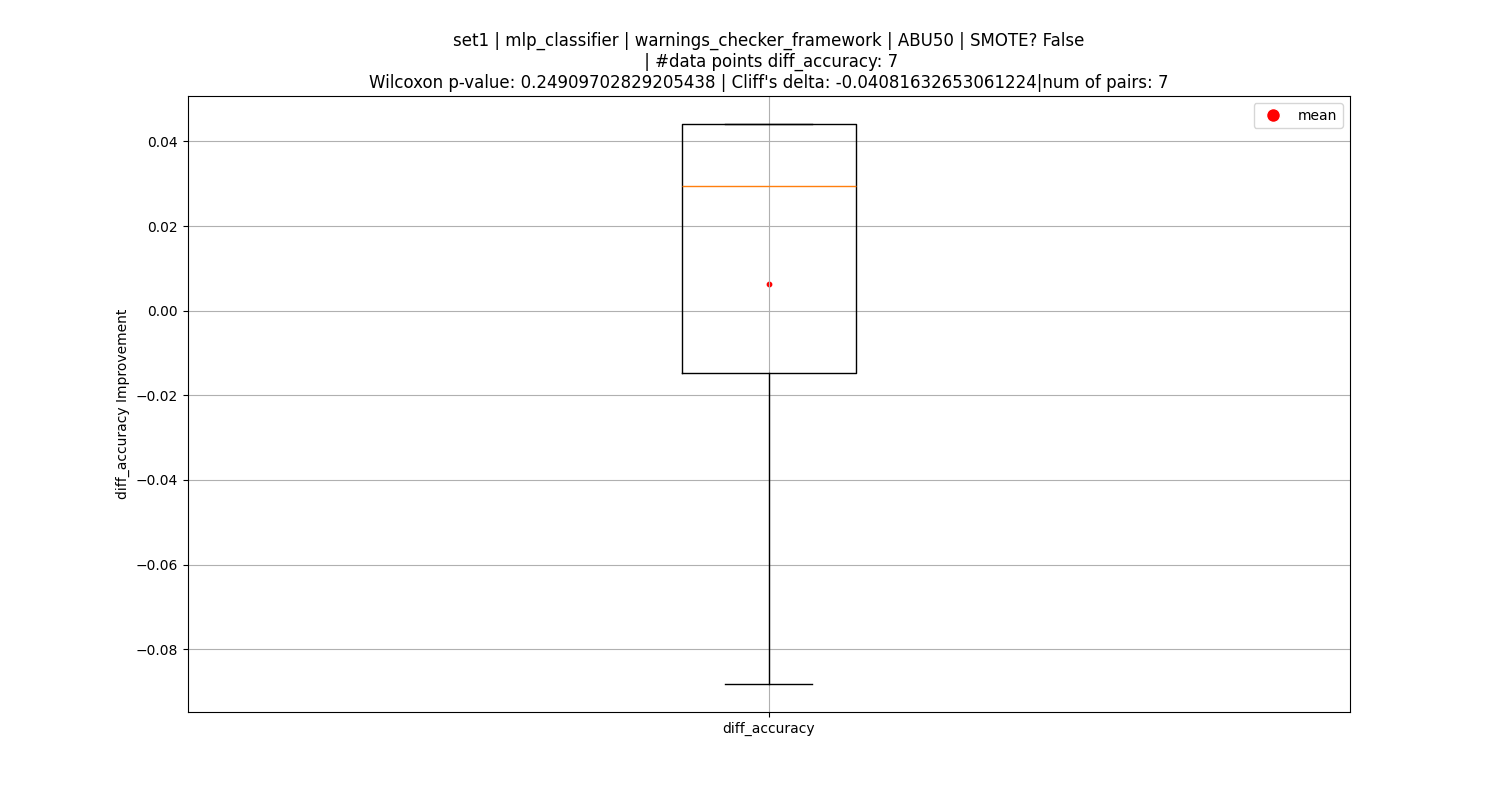 set1 | mlp_classifier | warnings_checker_framework | ABU50 | SMOTE? False
| #data points diff_accuracy: 7
Wilcoxon p-value: 0.24909702829205438 | Cliff's delta: -0.04081632653061224|num of pairs: 7
mean
0.04
0.02
0.00
−0.02
−0.04
−0.06
−0.08
diff_accuracy Improvement
diff_accuracy